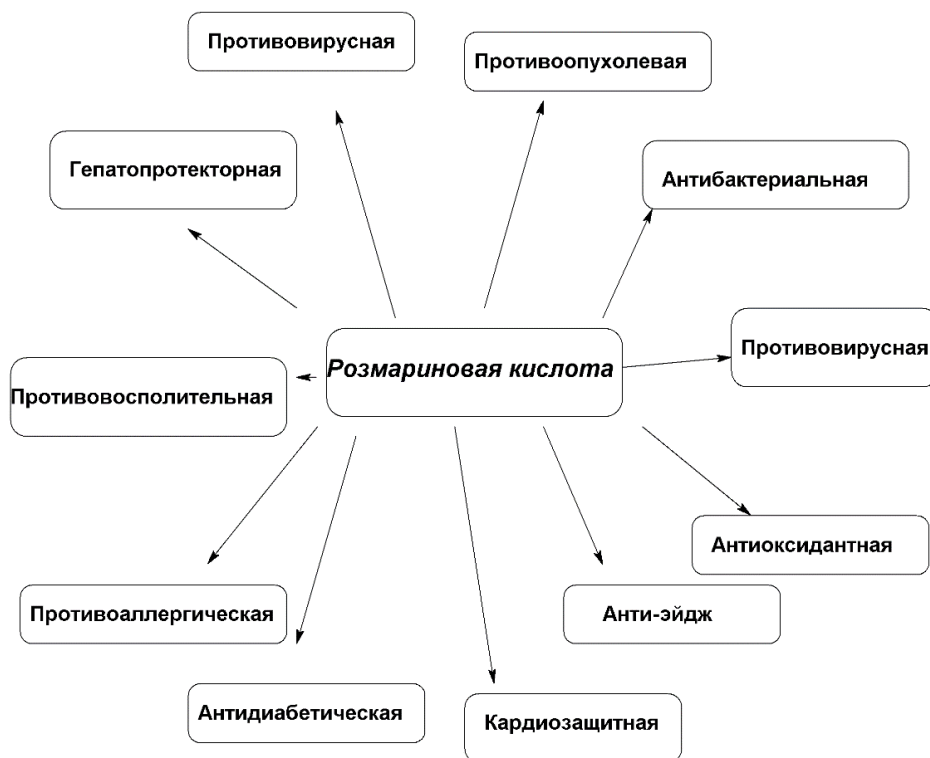 Противовирусная
Противоопухолевая
Гепатопротекторная
Антибактериальная
Розмариновая кислота
Противовирусная
Противовосполительная
Антиоксидантная
Противоаллергическая
Анти-эйдж
Антидиабетическая
Кардиозащитная